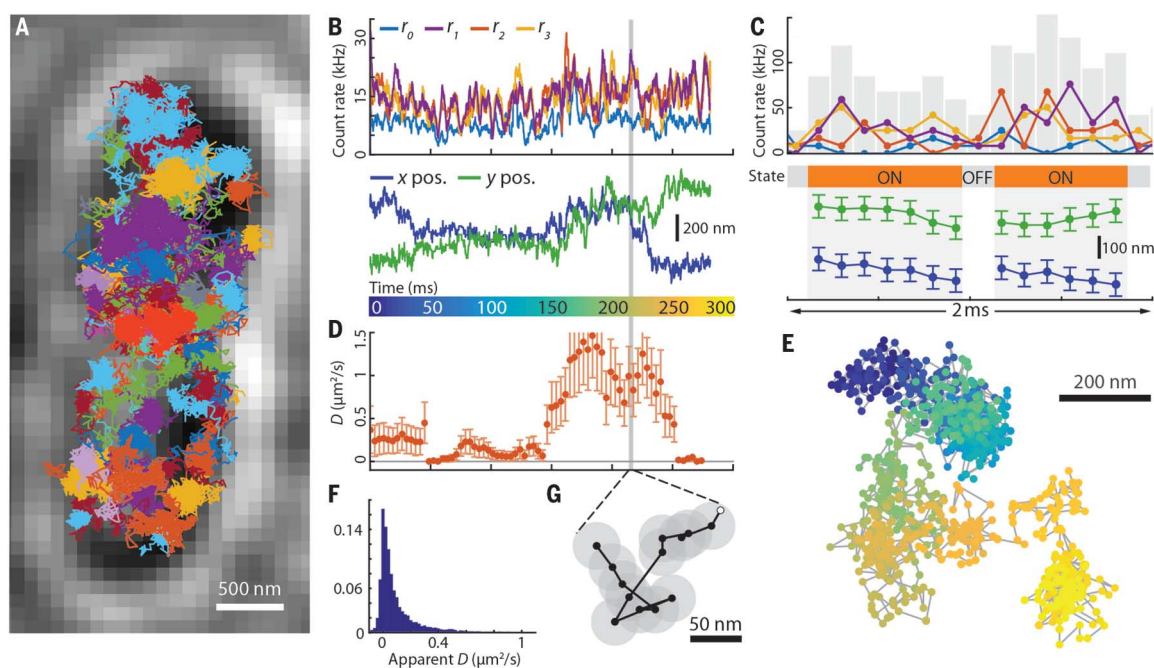 A
500 nm
B
r0 r1 r2 r3
Count rate (kHz)
30
15
0
x pos. y pos.
200 nm
Time (ms)
0 50 100 150 200 250 300
C
Count rate (kHz)
100
50
0
State ON OFF ON
100 nm
2 ms
D
D (µm²/s)
1.5
1
0.5
0
E
200 nm
F
0.14
0.06
0
0 0.4 1
Apparent D (µm²/s)
G
50 nm